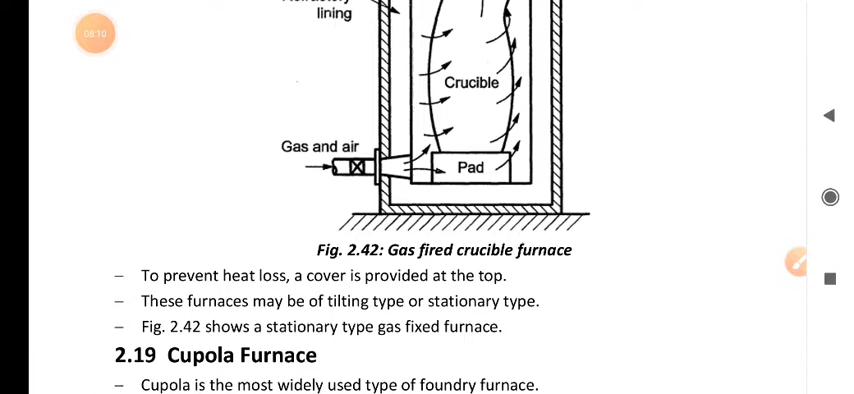 lining
Crucible
Gas and air
Pad
Fig. 2.42: Gas fired crucible furnace
– To prevent heat loss, a cover is provided at the top.
– These furnaces may be of tilting type or stationary type.
– Fig. 2.42 shows a stationary type gas fixed furnace.
2.19 Cupola Furnace
– Cupola is the most widely used type of foundry furnace.
08:10